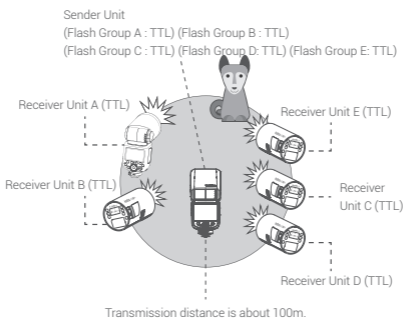 Sender Unit
(Flash Group A : TTL) (Flash Group B : TTL)
(Flash Group C : TTL) (Flash Group D: TTL) (Flash Group E: TTL)
Receiver Unit A (TTL)
Receiver Unit E (TTL)
Receiver Unit B (TTL)
Receiver
Unit C (TTL)
Receiver Unit D (TTL)
Transmission distance is about 100m.